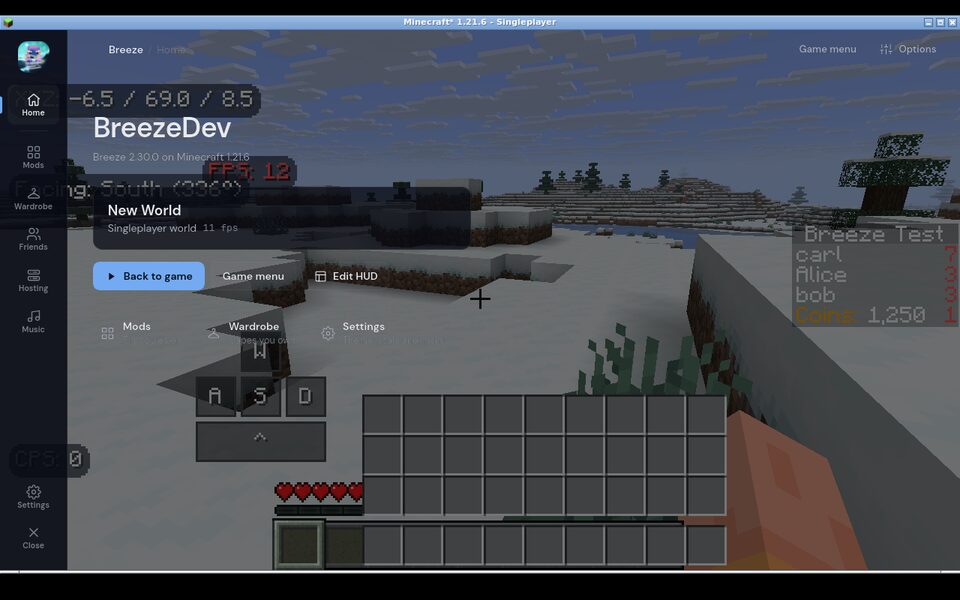 Minecraft* 1.21.6 - Singleplayer
Breeze / Home
Game menu
Options
-6.5 / 69.0 / 8.5
Home
BreezeDev
Breeze 2.30.0 on Minecraft 1.21.6
FPS: 12
Mods
Facing: South (3369)
Wardrobe
New World
Singleplayer world 11 fps
Breeze Test
carl 7
Alice 3
bob 3
Coins: 1,250 1
Friends
Back to game
Game menu
Edit HUD
Hosting
Music
Mods
Wardrobe
Settings
W
A
S
D
^
CPS: 0
Settings
Close